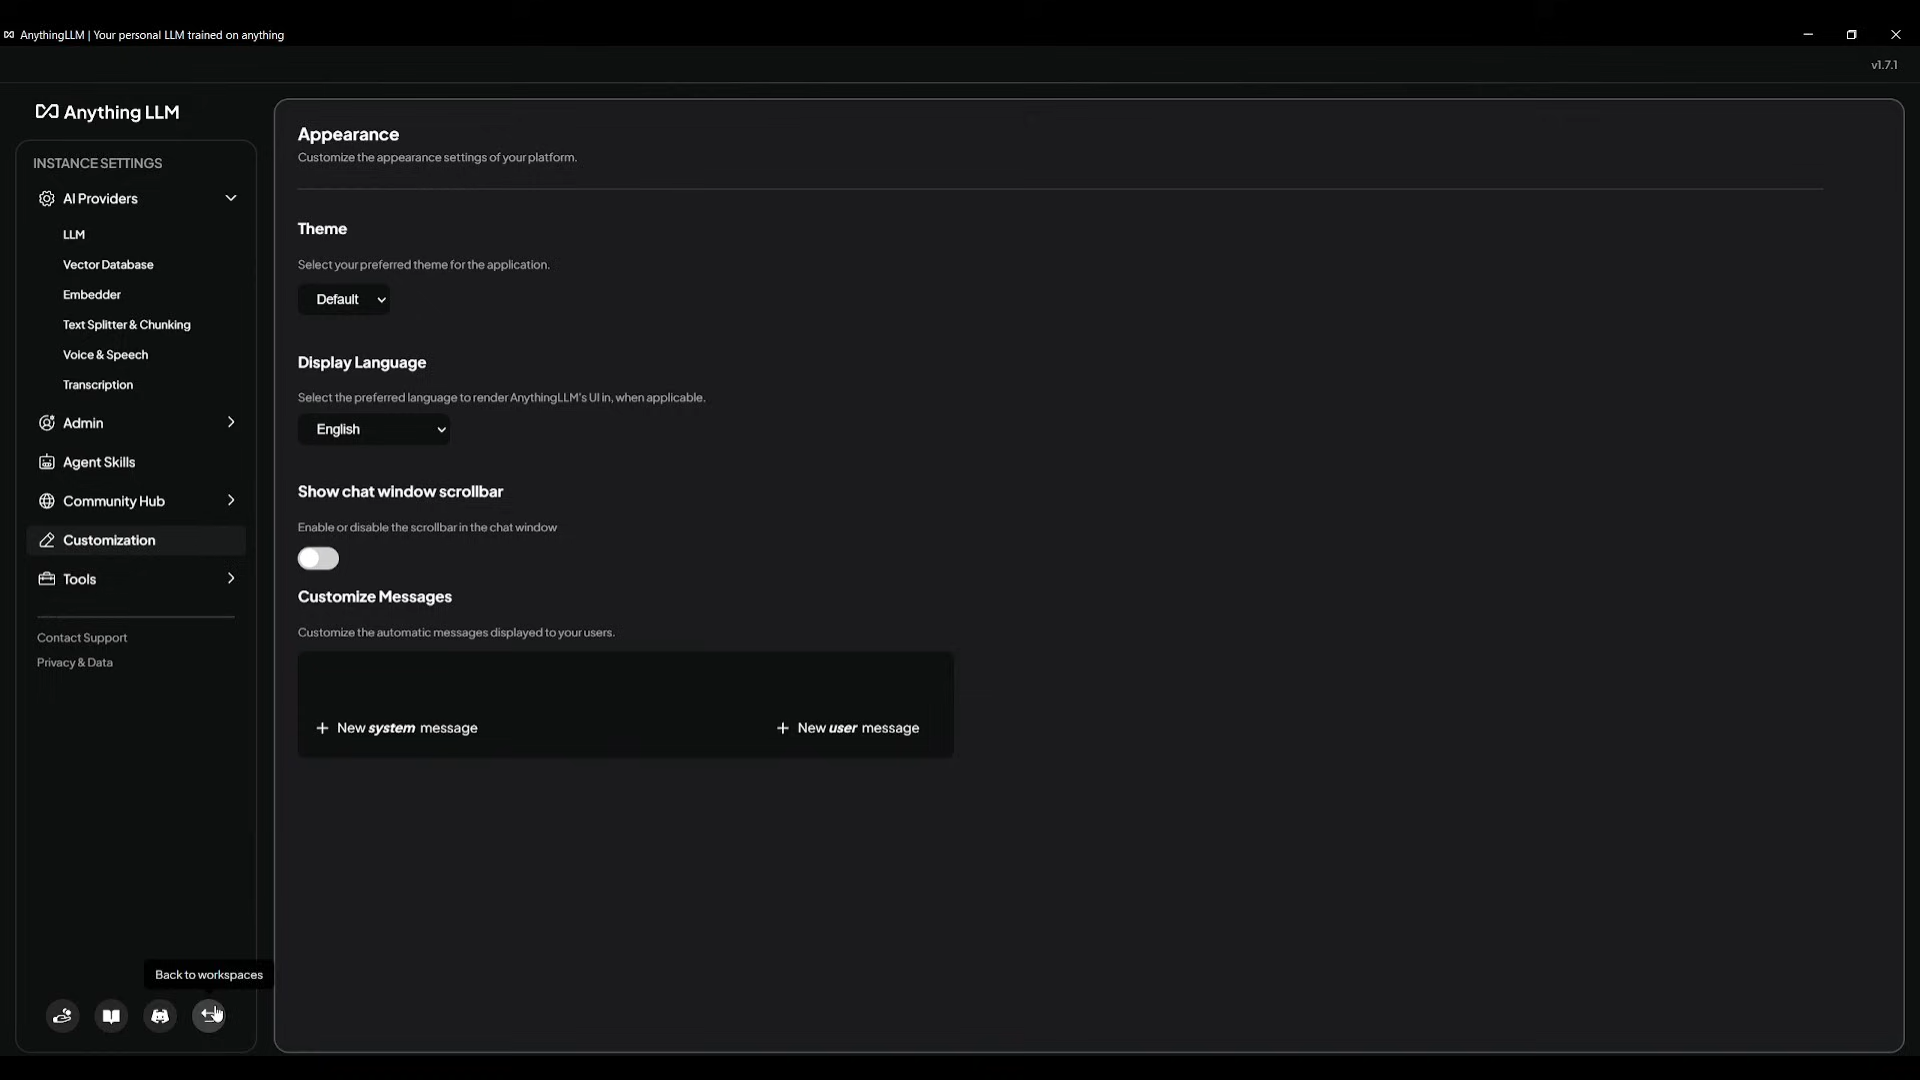 AnythingLLM | Your personal LLM trained on anything
v1.7.1
Anything LLM
INSTANCE SETTINGS
AI Providers
LLM
Vector Database
Embedder
Text Splitter & Chunking
Voice & Speech
Transcription
Admin
Agent Skills
Community Hub
Customization
Tools
Contact Support
Privacy & Data
Back to workspaces
Appearance
Customize the appearance settings of your platform.
Theme
Select your preferred theme for the application.
Default
Display Language
Select the preferred language to render AnythingLLM's UI in, when applicable.
English
Show chat window scrollbar
Enable or disable the scrollbar in the chat window
Customize Messages
Customize the automatic messages displayed to your users.
New system message
New user message